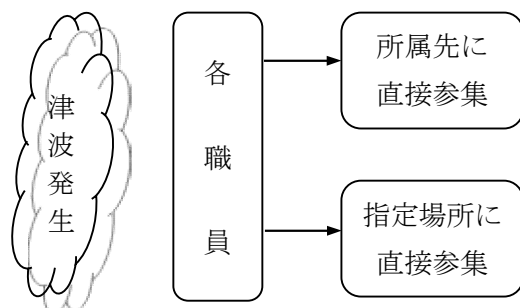 津波発生
各職員
所属先に
直接参集
指定場所に
直接参集